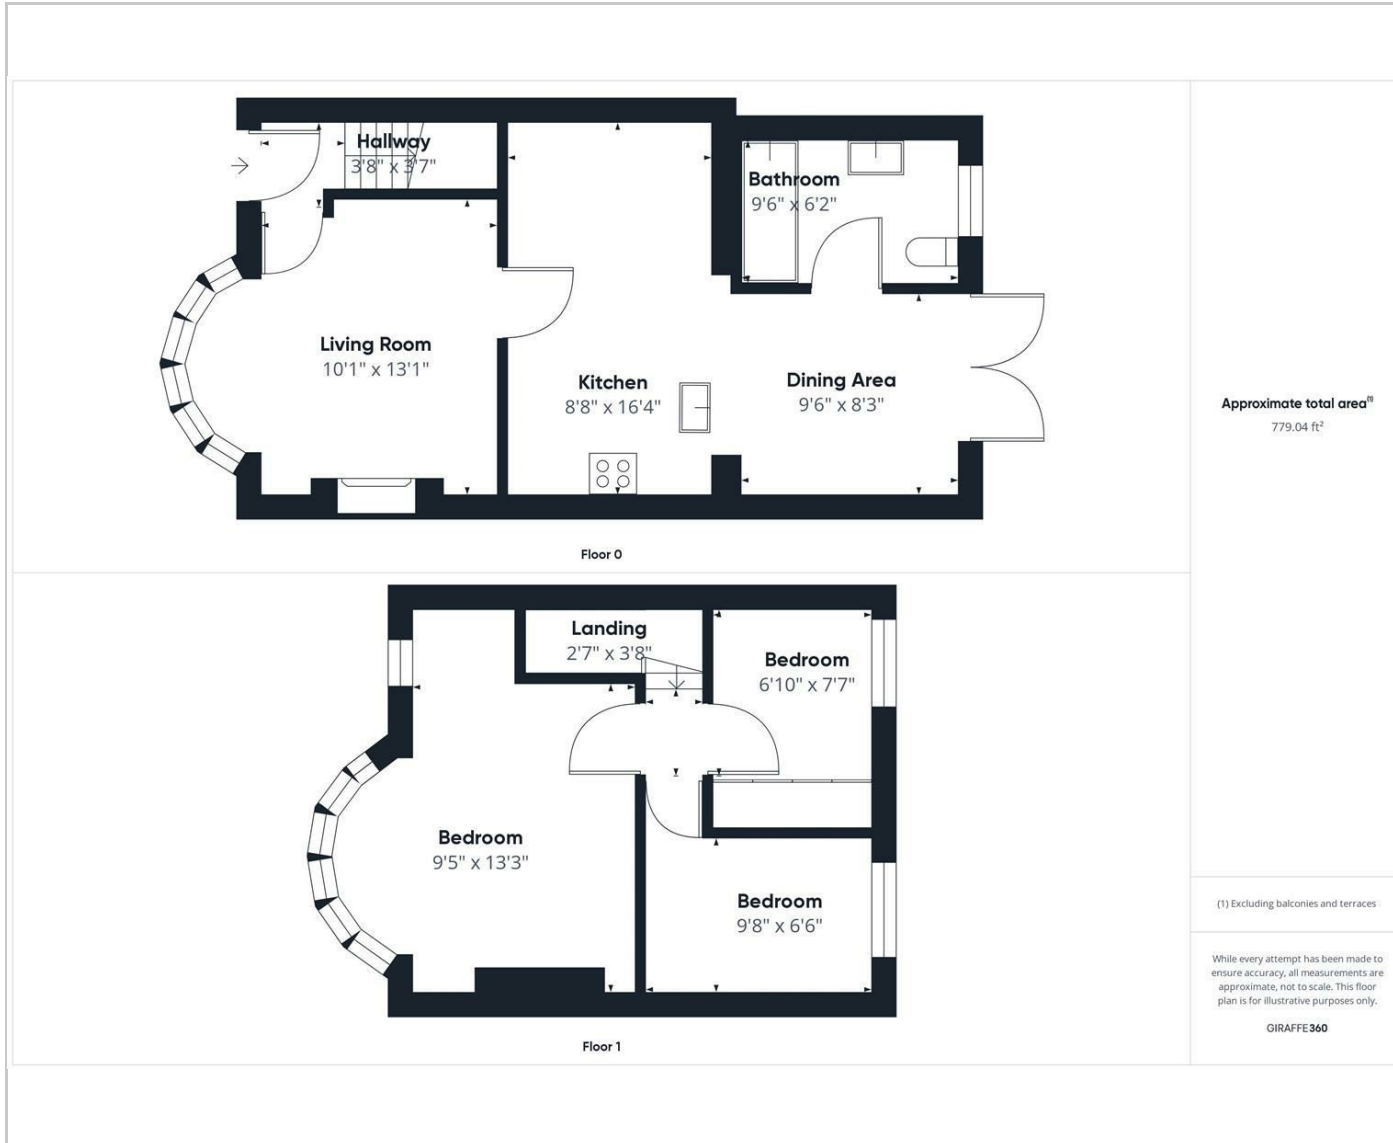 Hallway
3'8" x 3'7"
Bathroom
9'6" x 6'2"
Living Room
10'1" x 13'1"
Kitchen
8'8" x 16'4"
Dining Area
9'6" x 8'3"
Floor 0
Landing
2'7" x 3'8"
Bedroom
6'10" x 7'7"
Bedroom
9'5" x 13'3"
Bedroom
9'8" x 6'6"
Floor 1
Approximate total area(1)
779.04 ft²
(1) Excluding balconies and terraces
While every attempt has been made to
ensure accuracy, all measurements are
approximate, not to scale. This floor
plan is for illustrative purposes only.
GIRAFFE360